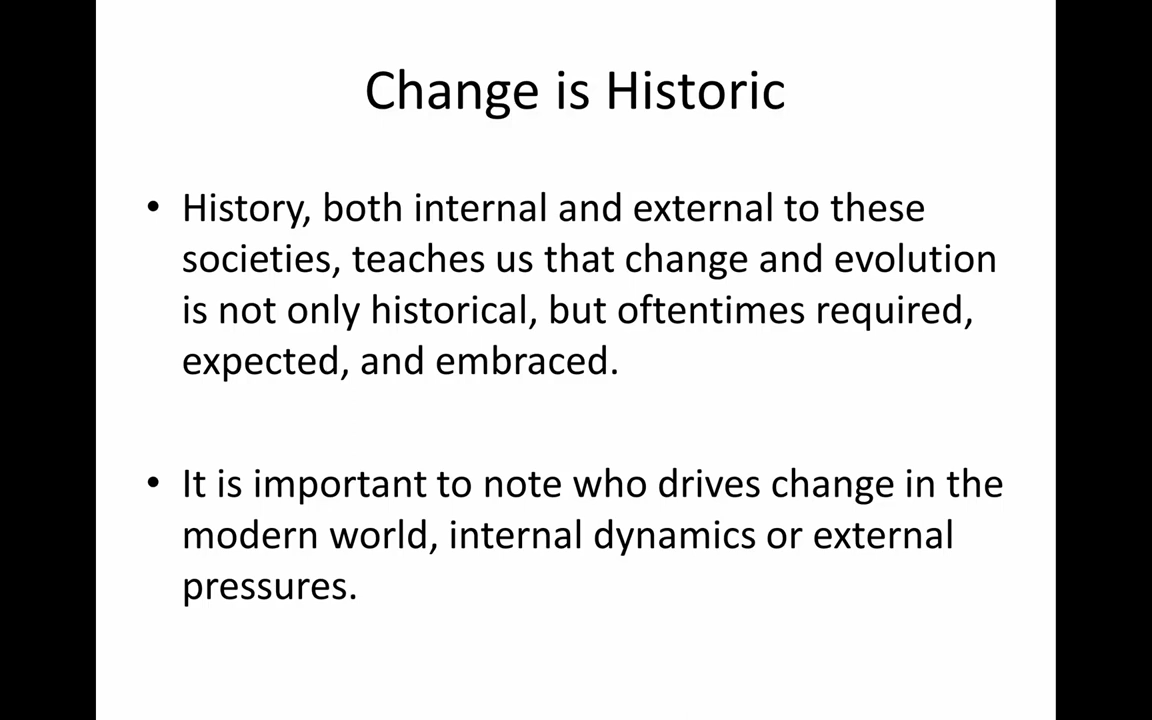 Change is Historic
• History, both internal and external to these
societies, teaches us that change and evolution
is not only historical, but oftentimes required,
expected, and embraced.
• It is important to note who drives change in the
modern world, internal dynamics or external
pressures.